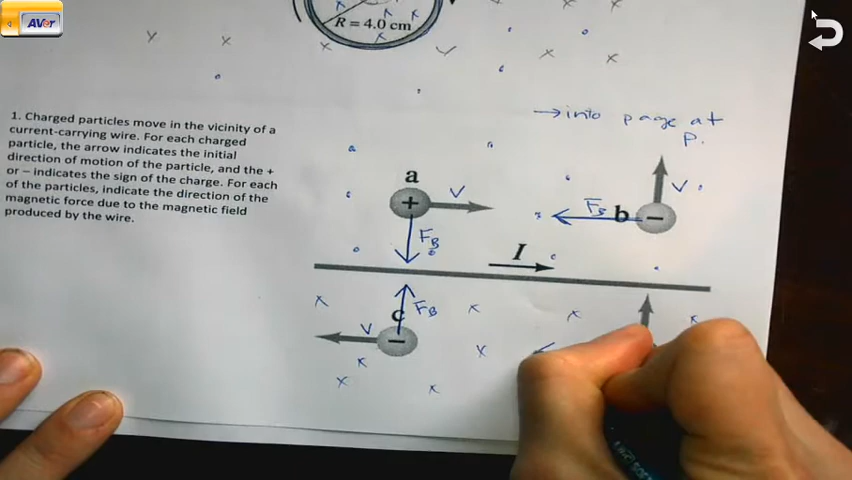 AVer
R = 4.0 cm
→ into page at
P.
1. Charged particles move in the vicinity of a
current-carrying wire. For each charged
particle, the arrow indicates the initial
direction of motion of the particle, and the +
or – indicates the sign of the charge. For each
of the particles, indicate the direction of the
magnetic force due to the magnetic field
produced by the wire.
a
+
V
F_B
V
F_B
b
–
I
c
F_B
V
–